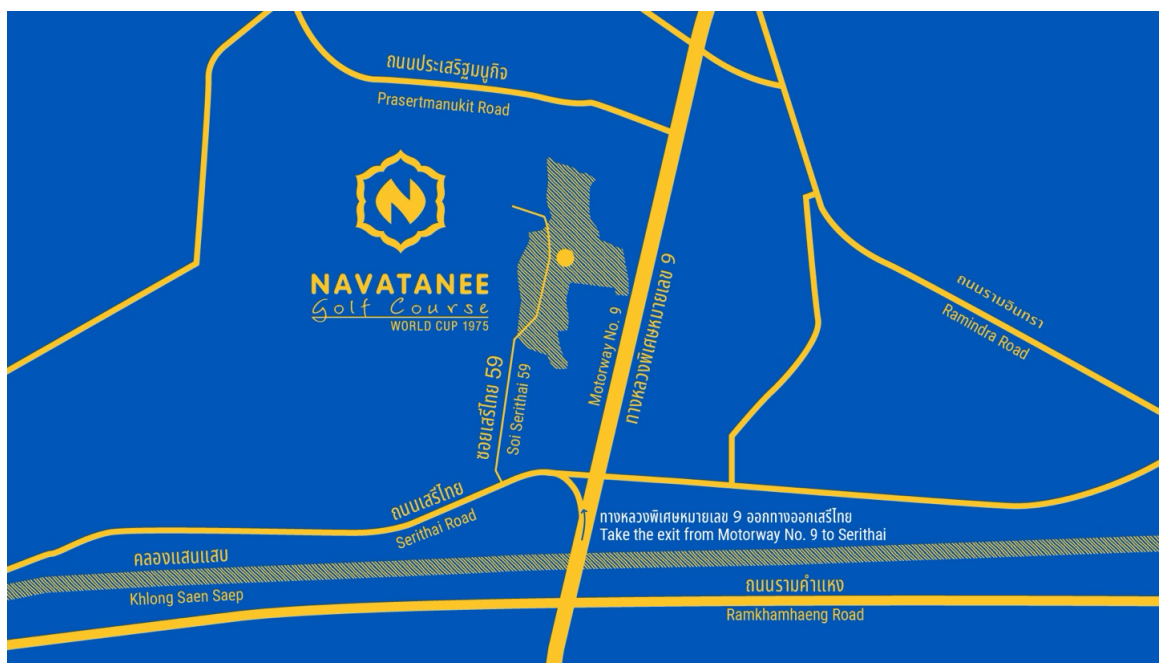 ถนนประเสริฐมนูกิจ
Prasertmanukit Road
NAVATANEE
Golf Course
WORLD CUP 1975
ถนนรามอินทรา
Ramindra Road
Motorway No. 9
ทางหลวงพิเศษหมายเลข 9
ซอยเสรีไทย 59
Soi Serithai 59
ถนนเสรีไทย
Serithai Road
ทางหลวงพิเศษหมายเลข 9 ออกทางออกเสรีไทย
Take the exit from Motorway No. 9 to Serithai
คลองแสนแสบ
Khlong Saen Saep
ถนนรามคำแหง
Ramkhamhaeng Road